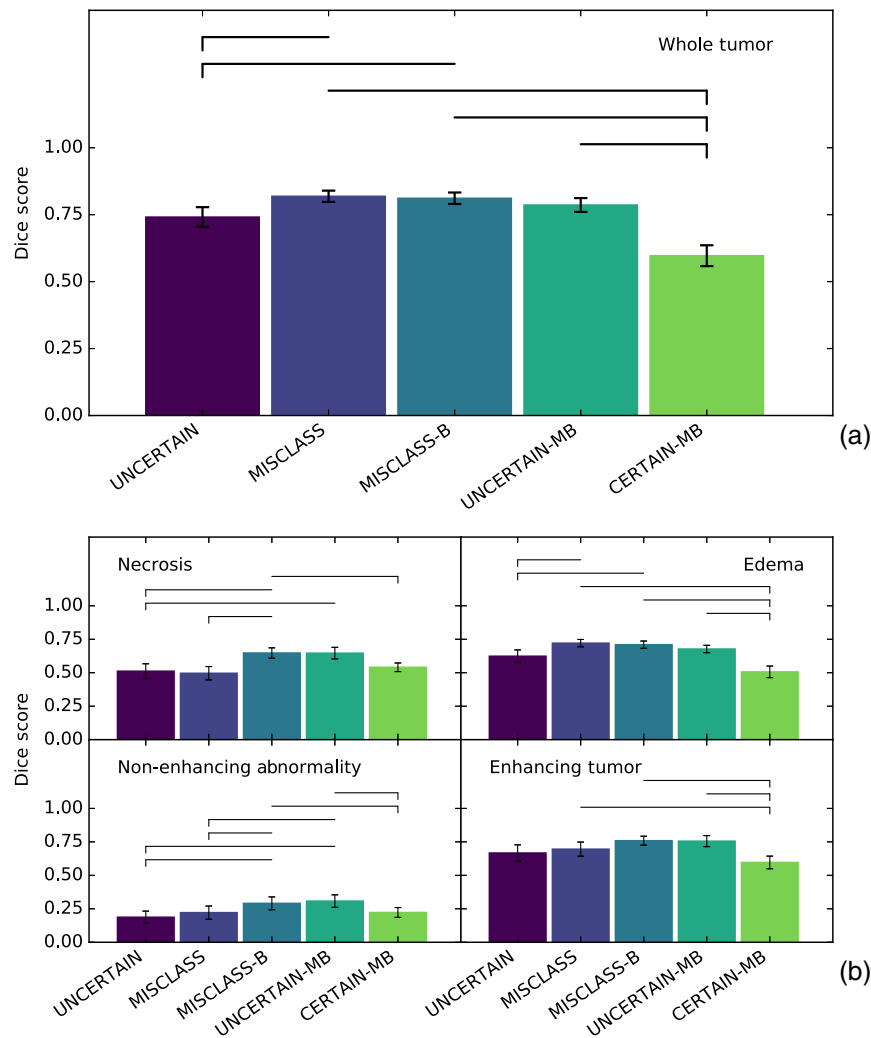 Whole tumor
Dice score
1.00
0.75
0.50
0.25
0.00
UNCERTAIN
MISCLASS
MISCLASS-B
UNCERTAIN-MB
CERTAIN-MB
(a)
Necrosis
Edema
Dice score
1.00
0.75
0.50
0.25
0.00
Non-enhancing abnormality
Enhancing tumor
1.00
0.75
0.50
0.25
0.00
UNCERTAIN
MISCLASS
MISCLASS-B
UNCERTAIN-MB
CERTAIN-MB
UNCERTAIN
MISCLASS
MISCLASS-B
UNCERTAIN-MB
CERTAIN-MB
(b)